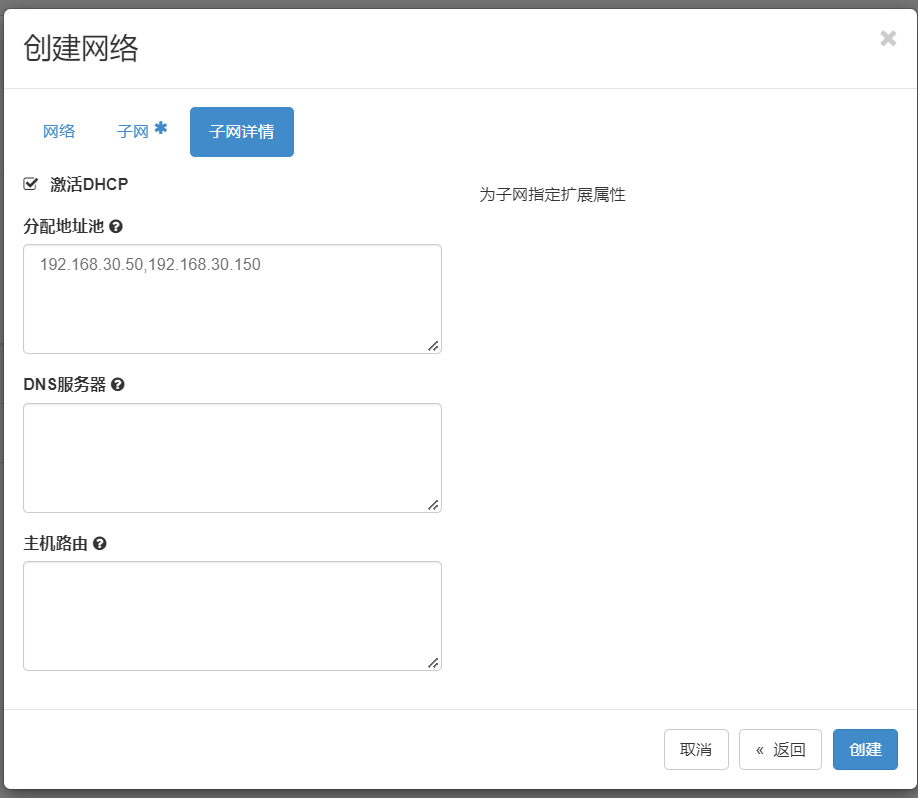 创建网络
网络 子网 * 子网详情
激活DHCP
为子网指定扩展属性
分配地址池
192.168.30.50,192.168.30.150
DNS服务器
主机路由
取消 « 返回 创建